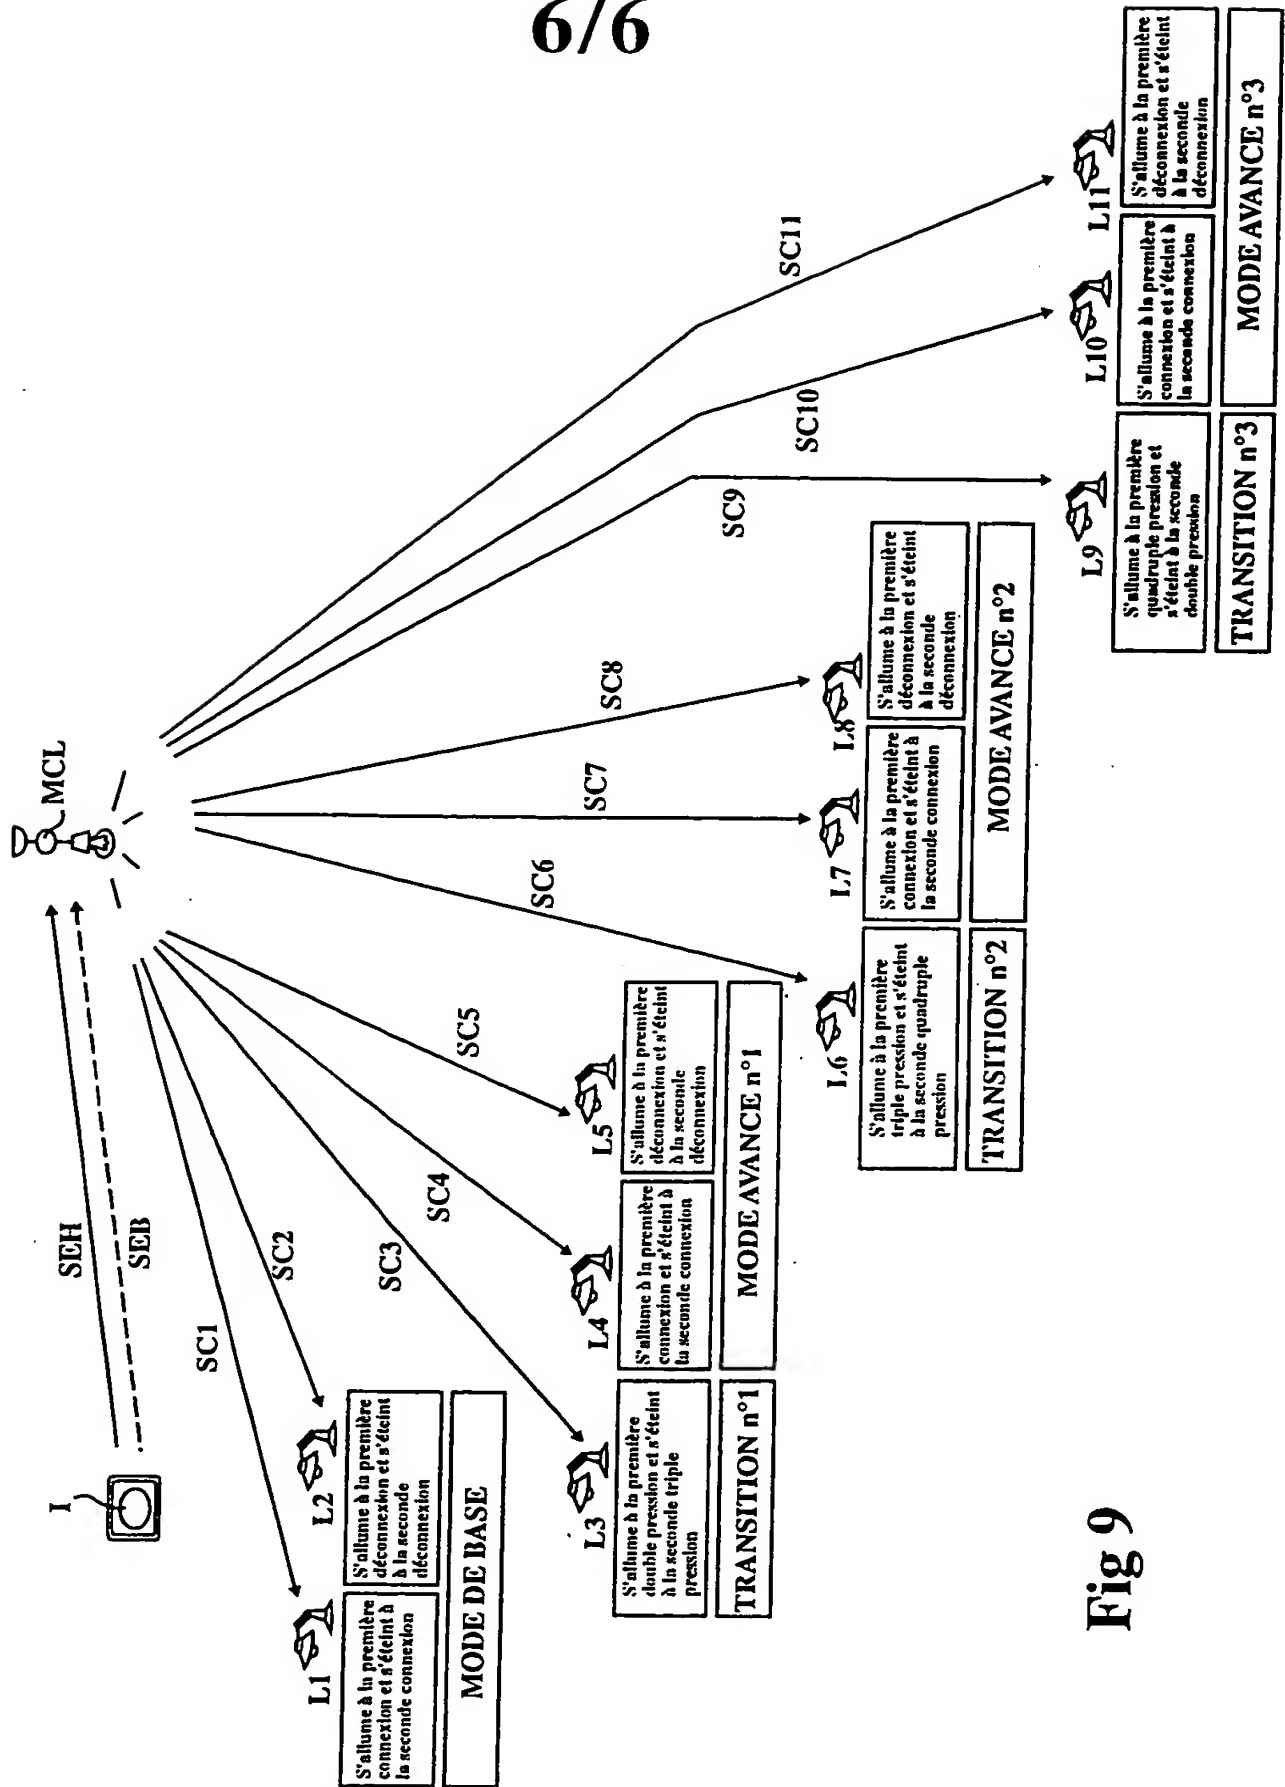 6/6
MCL
I
SEH
SEB
SC1
SC2
SC3
SC4
SC5
SC6
SC7
SC8
SC9
SC10
SC11
L1
S'allume à la première
connexion et s'éteint à
la seconde connexion
L2
S'allume à la première
déconnexion et s'éteint
à la seconde
déconnexion
MODE DE BASE
L3
S'allume à la première
double pression et s'éteint
à la seconde triple
pression
TRANSITION n°1
L4
S'allume à la première
connexion et s'éteint à
la seconde connexion
L5
S'allume à la première
déconnexion et s'éteint
à la seconde
déconnexion
MODE AVANCE n°1
L6
S'allume à la première
triple pression et s'éteint
à la seconde quadruple
pression
TRANSITION n°2
L7
S'allume à la première
connexion et s'éteint à
la seconde connexion
L8
S'allume à la première
déconnexion et s'éteint
à la seconde
déconnexion
MODE AVANCE n°2
L9
S'allume à la première
quadruple pression et
s'éteint à la seconde
double pression
TRANSITION n°3
L10
S'allume à la première
connexion et s'éteint à
la seconde connexion
L11
S'allume à la première
déconnexion et s'éteint
à la seconde
déconnexion
MODE AVANCE n°3
Fig 9